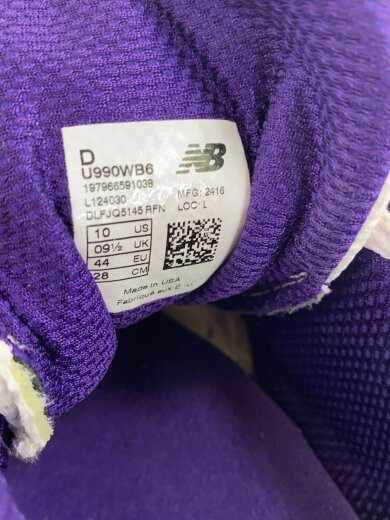 D
U990WB6
197966591038
L124030 MFG: 2416
DLFJQ5145 RFN LOC: L
NB
10 US
09½ UK
44 EU
28 CM
Made in USA
Fabriqué aux E.-U.